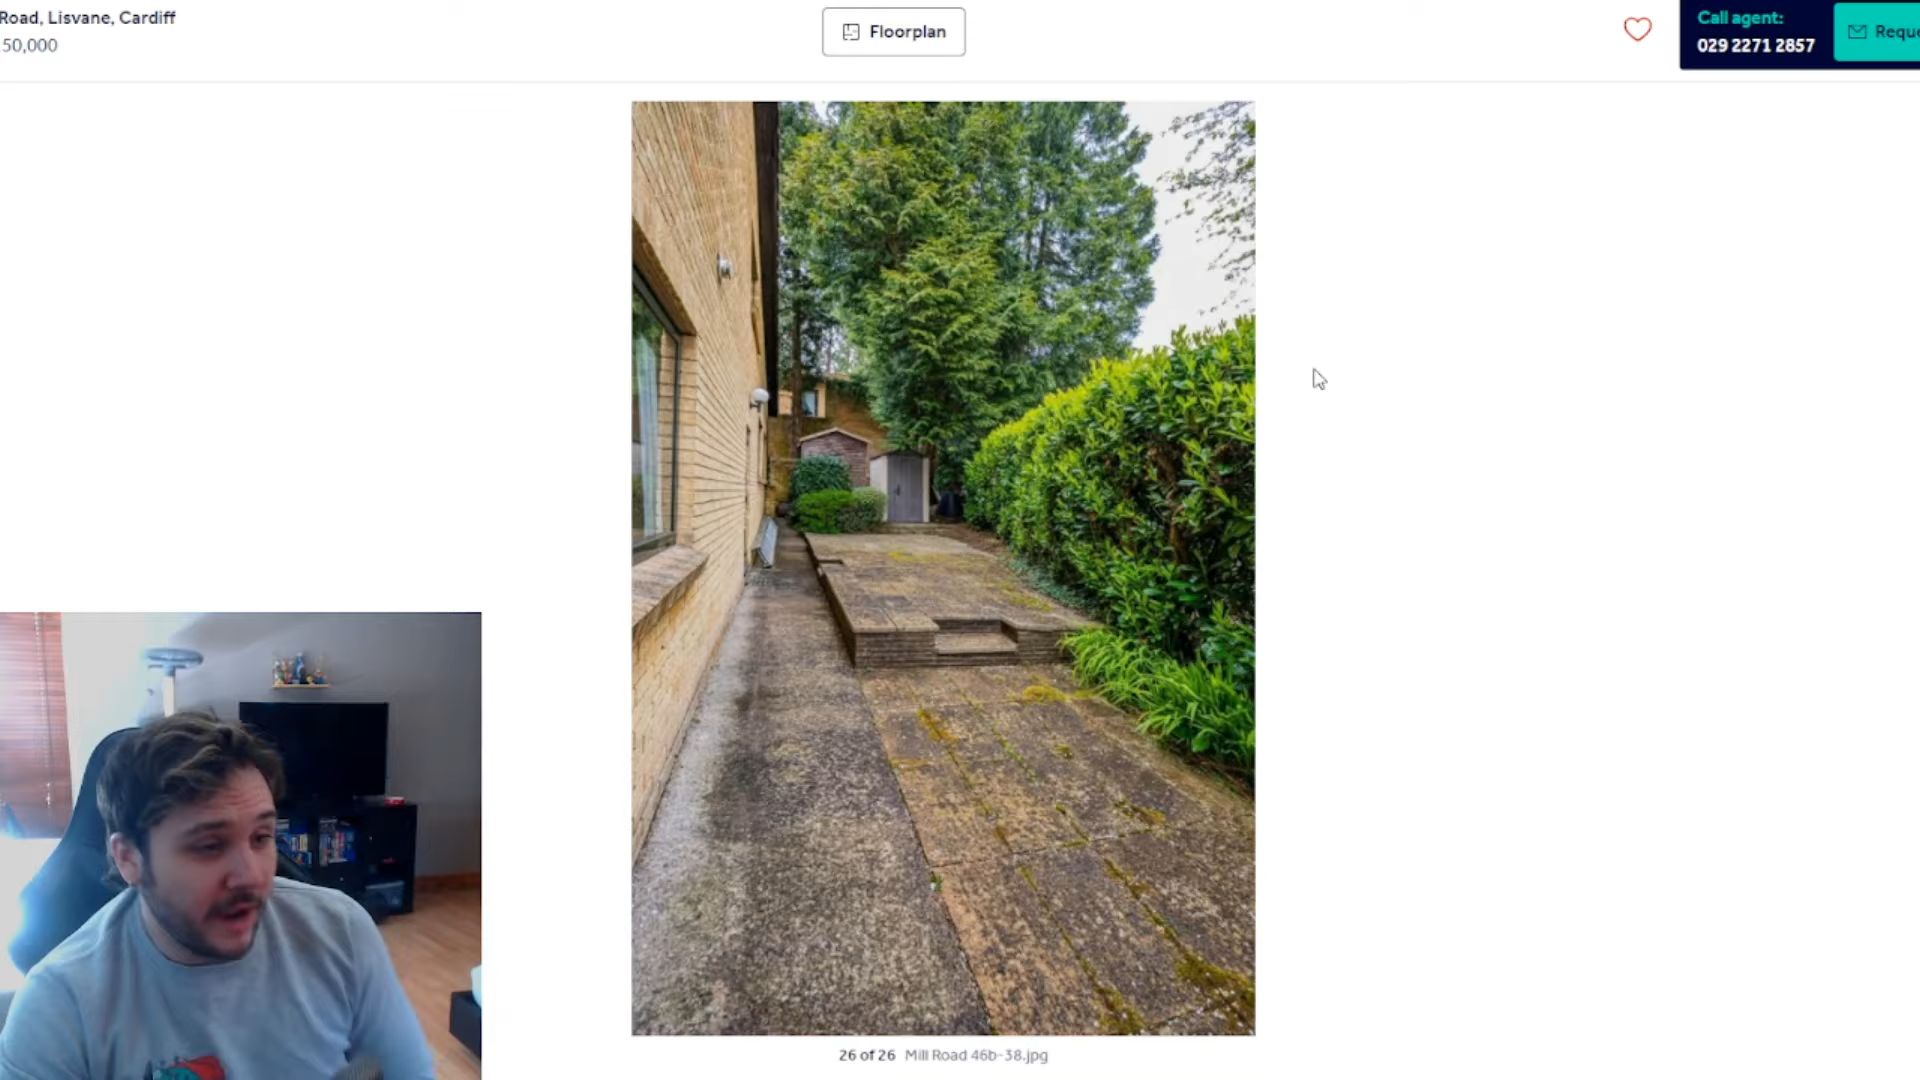 Road, Lisvane, Cardiff
50,000
Floorplan
Call agent:
029 2271 2857
Reque
26 of 26 Mill Road 46b-38.jpg